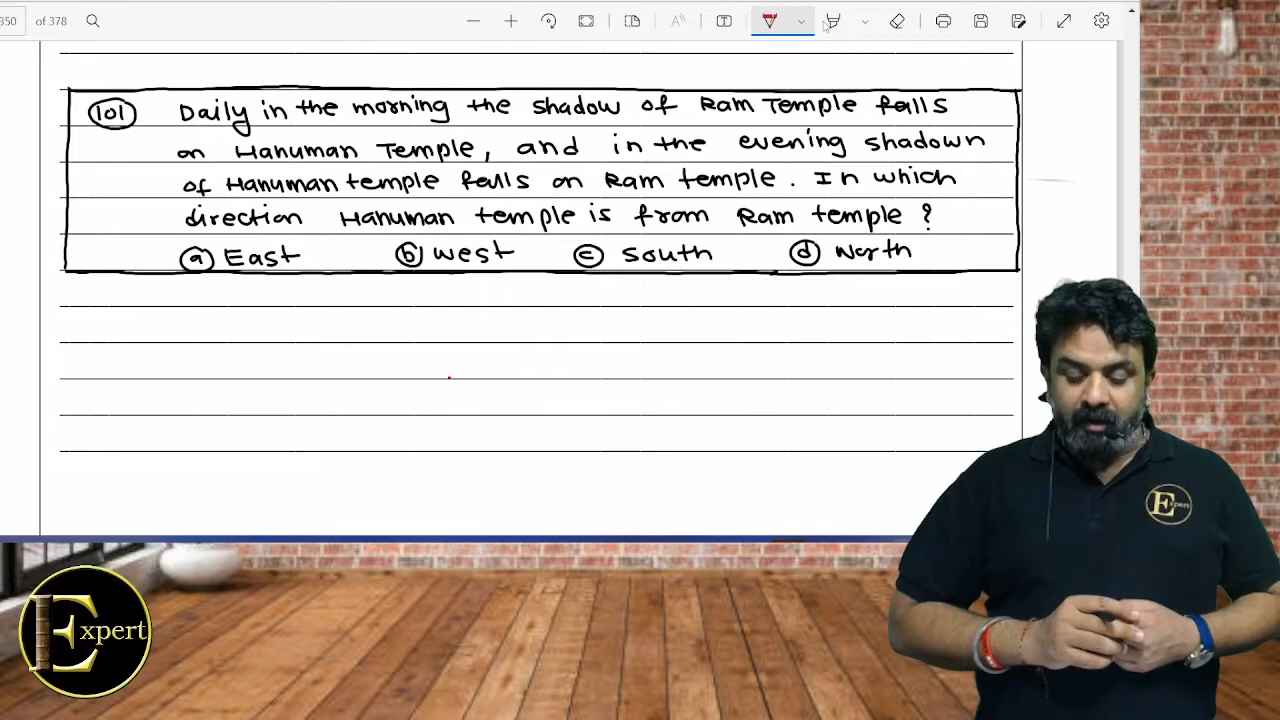 350 of 378
101 Daily in the morning the shadow of Ram Temple falls
on Hanuman Temple, and in the evening shadown
of Hanuman temple falls on Ram temple. In which
direction Hanuman temple is from Ram temple ?
a East b west c South d North
Expert
Expert